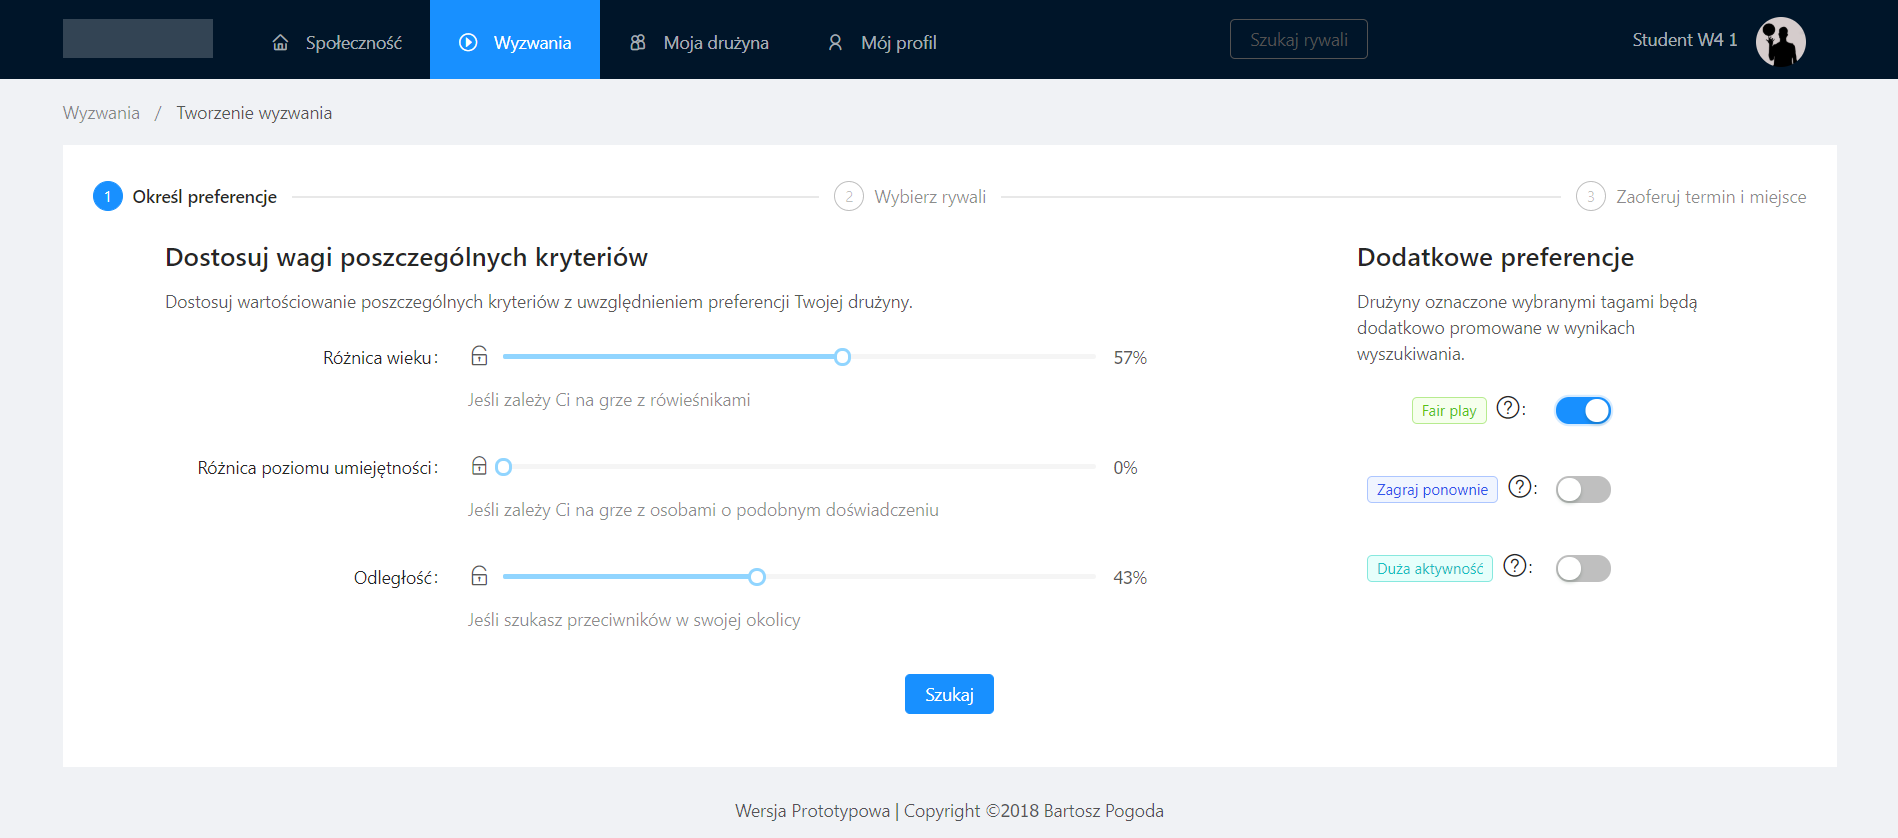 Społeczność
Wyzwania
Moja drużyna
Mój profil
Szukaj rywali
Student W4 1
Wyzwania / Tworzenie wyzwania
1 Określ preferencje
2 Wybierz rywali
3 Zaoferuj termin i miejsce
Dostosuj wagi poszczególnych kryteriów
Dostosuj wartościowanie poszczególnych kryteriów z uwzględnieniem preferencji Twojej drużyny.
Różnica wieku: 57%
Jeśli zależy Ci na grze z rówieśnikami
Różnica poziomu umiejętności: 0%
Jeśli zależy Ci na grze z osobami o podobnym doświadczeniu
Odległość: 43%
Jeśli szukasz przeciwników w swojej okolicy
Dodatkowe preferencje
Drużyny oznaczone wybranymi tagami będą
dodatkowo promowane w wynikach
wyszukiwania.
Fair play ?:
Zagraj ponownie ?:
Duża aktywność ?:
Szukaj
Wersja Prototypowa | Copyright ©2018 Bartosz Pogoda